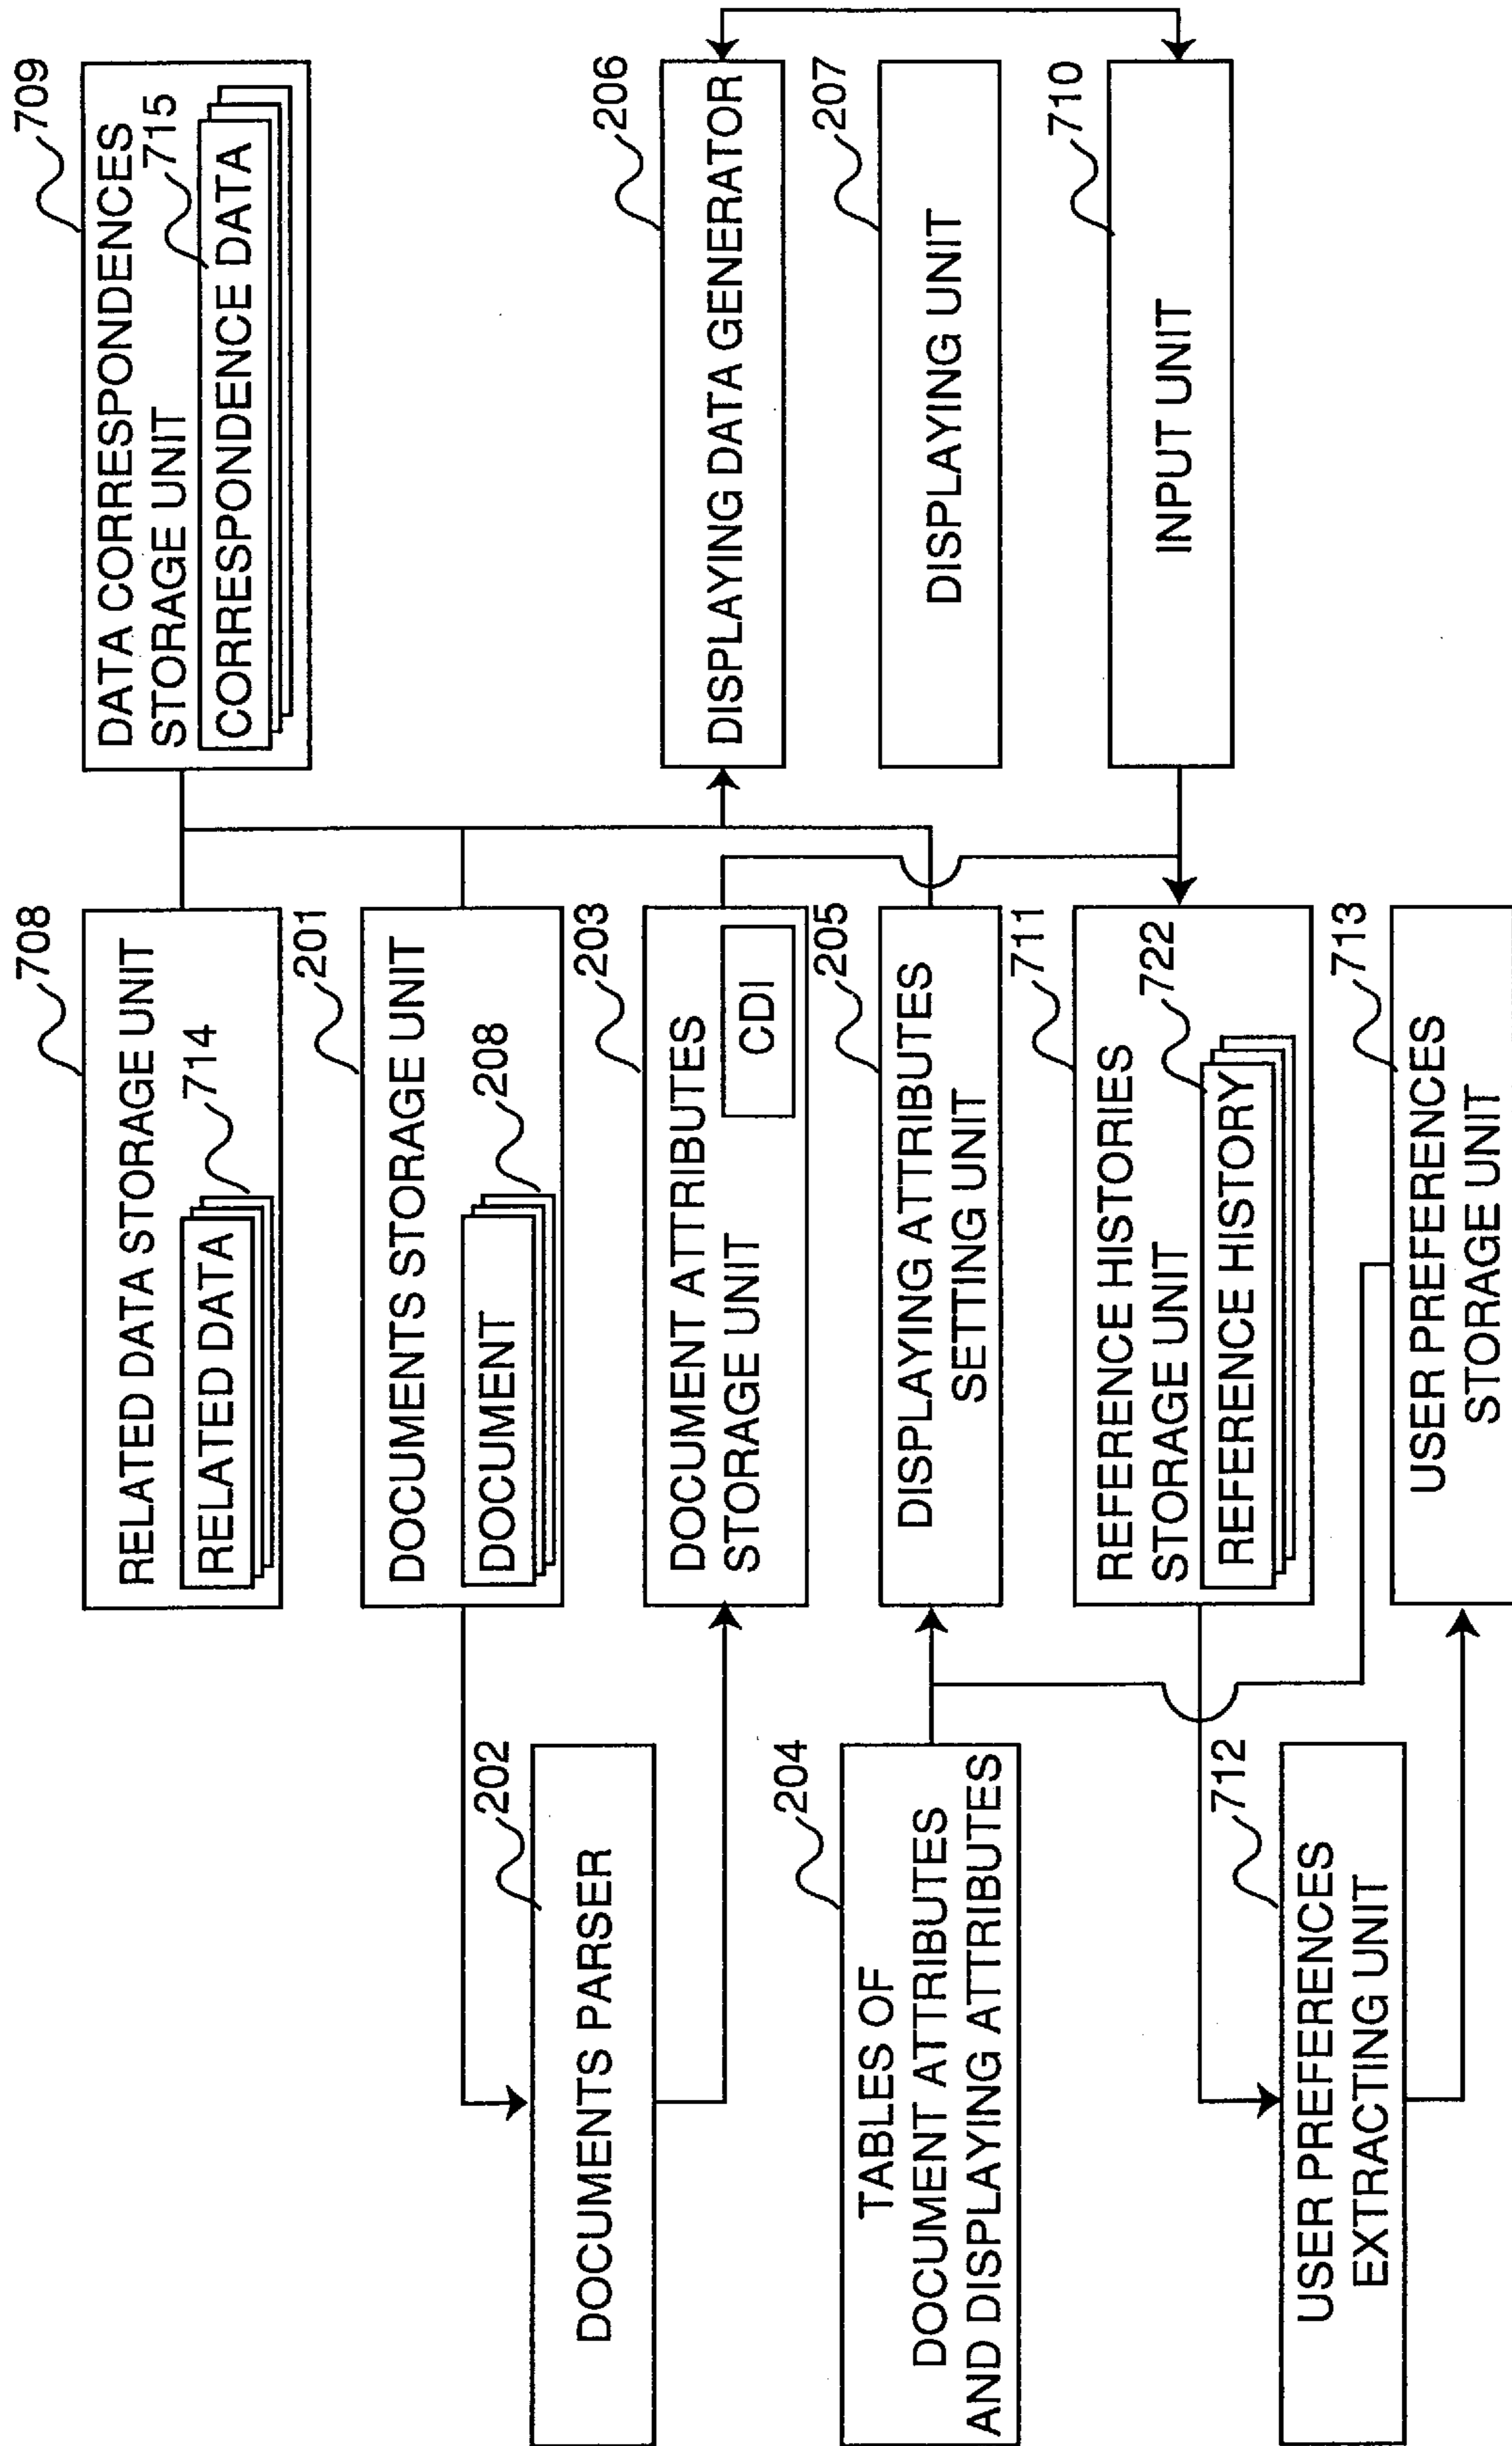 708
RELATED DATA STORAGE UNIT
714
RELATED DATA
709
DATA CORRESPONDENCES
STORAGE UNIT
715
CORRESPONDENCE DATA
201
DOCUMENTS STORAGE UNIT
208
DOCUMENT
202
DOCUMENTS PARSER
203
DOCUMENT ATTRIBUTES
STORAGE UNIT
CDI
206
DISPLAYING DATA GENERATOR
204
TABLES OF
DOCUMENT ATTRIBUTES
AND DISPLAYING ATTRIBUTES
205
DISPLAYING ATTRIBUTES
SETTING UNIT
207
DISPLAYING UNIT
711
REFERENCE HISTORIES
STORAGE UNIT
722
REFERENCE HISTORY
710
INPUT UNIT
712
USER PREFERENCES
EXTRACTING UNIT
713
USER PREFERENCES
STORAGE UNIT